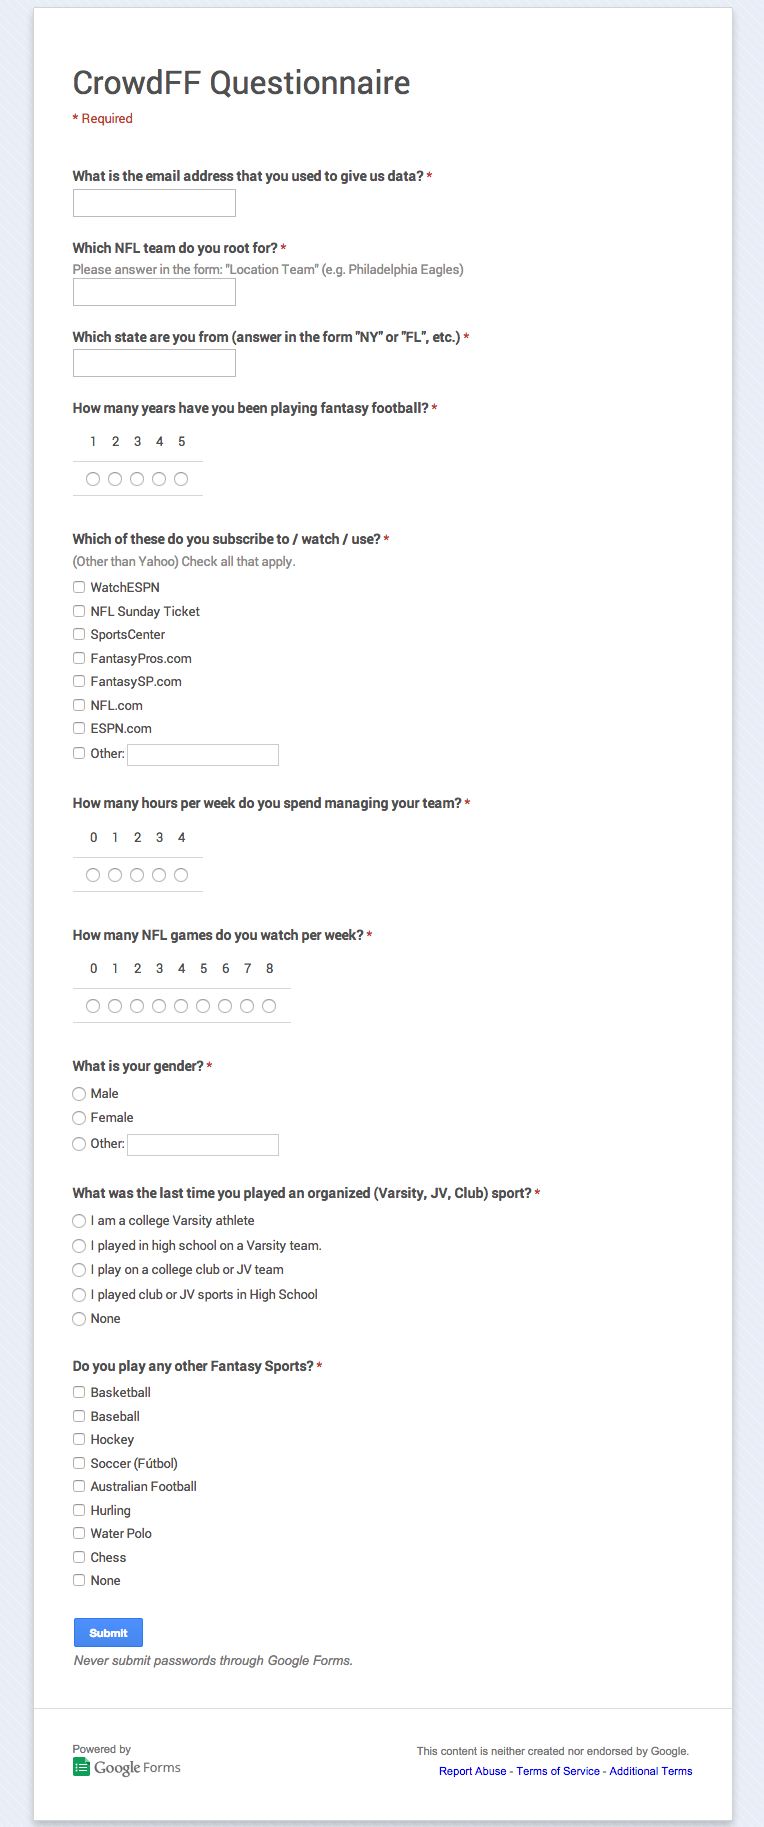 CrowdFF Questionnaire
* Required
What is the email address that you used to give us data? *
Which NFL team do you root for? *
Please answer in the form: "Location Team" (e.g. Philadelphia Eagles)
Which state are you from (answer in the form "NY" or "FL", etc.) *
How many years have you been playing fantasy football? *
1 2 3 4 5
Which of these do you subscribe to / watch / use? *
(Other than Yahoo) Check all that apply.
WatchESPN
NFL Sunday Ticket
SportsCenter
FantasyPros.com
FantasySP.com
NFL.com
ESPN.com
Other:
How many hours per week do you spend managing your team? *
0 1 2 3 4
How many NFL games do you watch per week? *
0 1 2 3 4 5 6 7 8
What is your gender? *
Male
Female
Other:
What was the last time you played an organized (Varsity, JV, Club) sport? *
I am a college Varsity athlete
I played in high school on a Varsity team.
I play on a college club or JV team
I played club or JV sports in High School
None
Do you play any other Fantasy Sports? *
Basketball
Baseball
Hockey
Soccer (Fútbol)
Australian Football
Hurling
Water Polo
Chess
None
Submit
Never submit passwords through Google Forms.
Powered by
Google Forms
This content is neither created nor endorsed by Google.
Report Abuse - Terms of Service - Additional Terms